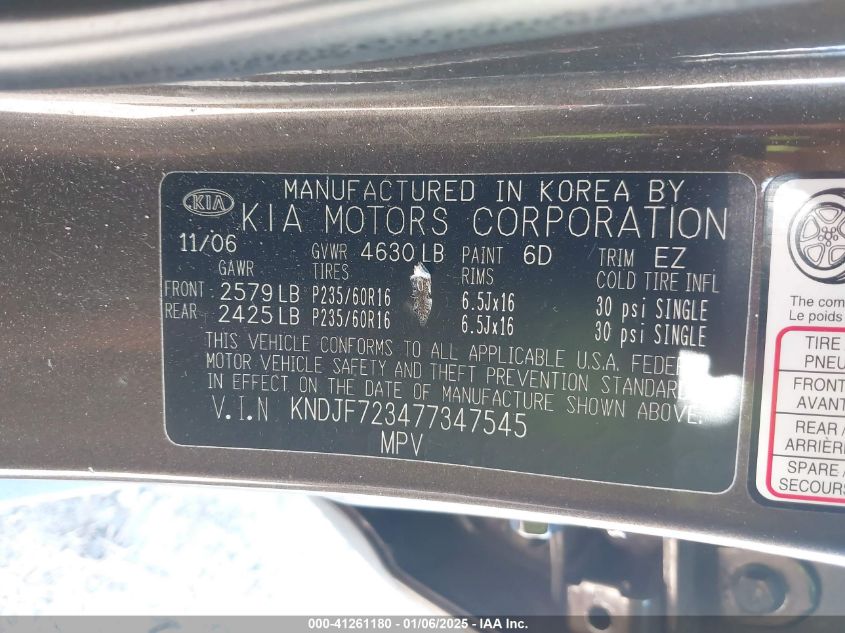 KIA
MANUFACTURED IN KOREA BY
KIA MOTORS CORPORATION
11/06 GVWR 4630 LB PAINT 6D TRIM EZ
GAWR TIRES RIMS COLD TIRE INFL
FRONT 2579 LB P235/60R16 6.5Jx16 30 psi SINGLE
REAR 2425 LB P235/60R16 6.5Jx16 30 psi SINGLE
THIS VEHICLE CONFORMS TO ALL APPLICABLE U.S.A. FEDER
MOTOR VEHICLE SAFETY AND THEFT PREVENTION STANDARD
IN EFFECT ON THE DATE OF MANUFACTURE SHOWN ABOVE.
V.I.N KNDJF723477347545
MPV
The com
Le poids
TIRE
PNEU
FRONT
AVANT
REAR /
ARRIÈRE
SPARE /
SECOURS
000-41261180 - 01/06/2025 - IAA Inc.